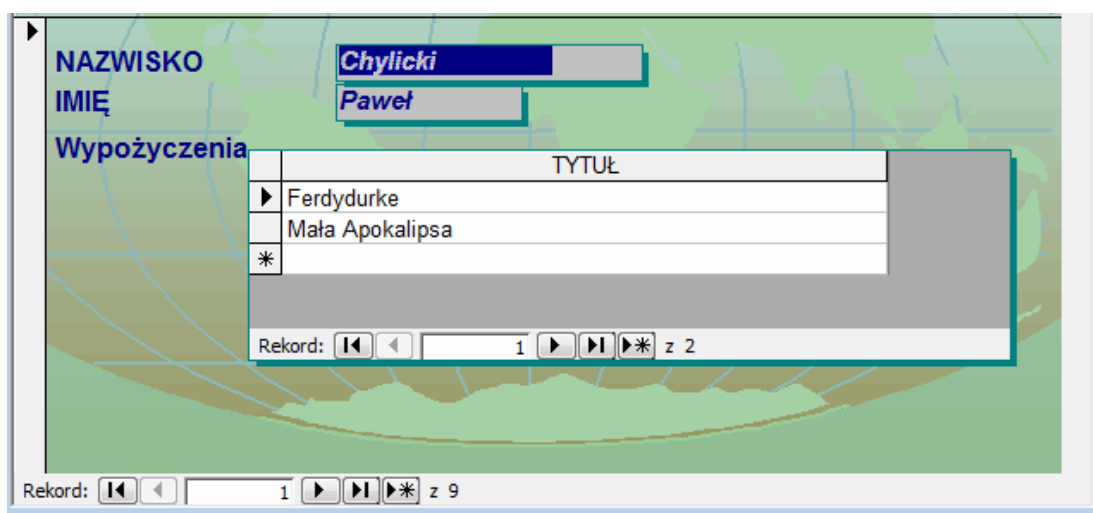 NAZWISKO Chylicki
IMIĘ Paweł
Wypożyczenia
TYTUŁ
Ferdydurke
Mała Apokalipsa
Rekord: 1 z 2
Rekord: 1 z 9